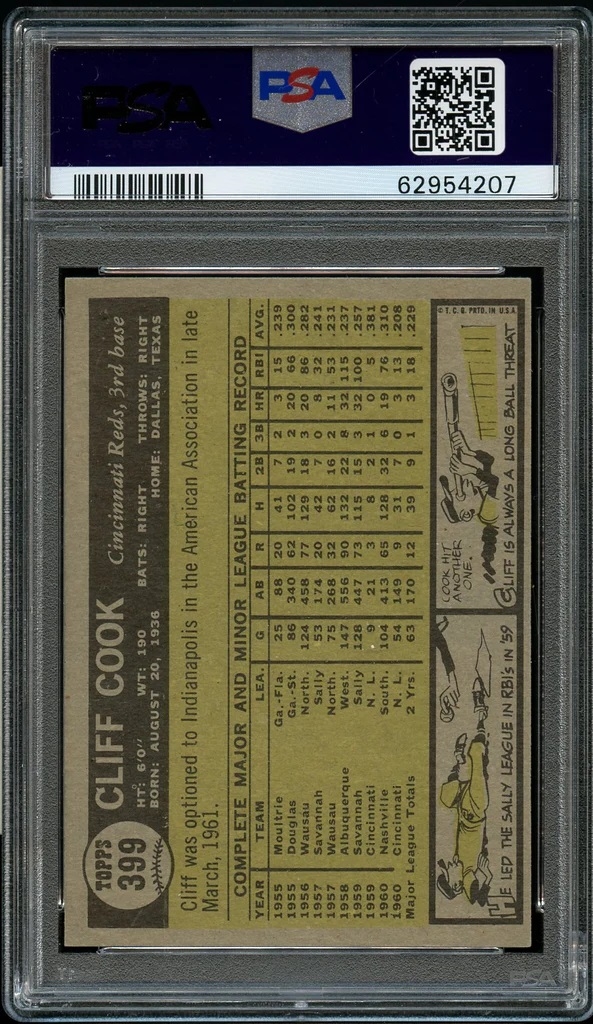 PSA
PSA
62954207
TOPPS
399
CLIFF COOK Cincinnati Reds, 3rd base
HT: 6'0" WT: 190 BATS: RIGHT THROWS: RIGHT
BORN: AUGUST 20, 1936 HOME: DALLAS, TEXAS
Cliff was optioned to Indianapolis in the American Association in late
March, 1961.
COMPLETE MAJOR AND MINOR LEAGUE BATTING RECORD
YEAR TEAM LEA. G AB R H 2B 3B HR RBI AVG.
1955 Moultrie Ga.-Fla. 25 88 20 41 7 2 3 15 .239
1955 Douglas Ga.-St. 86 340 62 102 19 2 20 66 .300
1956 Wausau North. 124 458 77 129 18 3 20 86 .282
1957 Savannah Sally 53 174 20 42 7 0 8 32 .241
1957 Wausau North. 75 268 32 62 16 2 11 53 .231
1958 Albuquerque West. 147 556 90 132 22 8 32 115 .237
1959 Savannah Sally 128 447 73 115 15 3 32 100 .257
1959 Cincinnati N. L. 9 21 3 8 2 1 0 5 .381
1960 Nashville South. 104 413 65 128 32 6 19 76 .310
1960 Cincinnati N. L. 54 149 9 31 7 0 3 13 .208
Major League Totals 2 Yrs. 63 170 12 39 9 1 3 18 .229
HE LED THE SALLY LEAGUE IN RBI'S IN '59
LOOK HIT
ANOTHER
ONE.
© T. C. G. PRTD. IN U.S.A.
CLIFF IS ALWAYS A LONG BALL THREAT
PSA